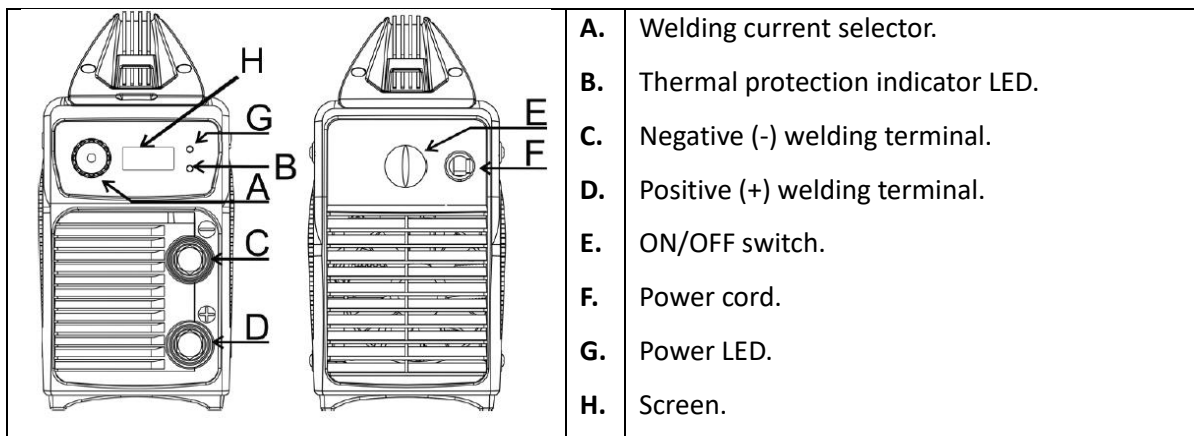 H
G
B
A
C
D
E
F
A. Welding current selector.
B. Thermal protection indicator LED.
C. Negative (-) welding terminal.
D. Positive (+) welding terminal.
E. ON/OFF switch.
F. Power cord.
G. Power LED.
H. Screen.